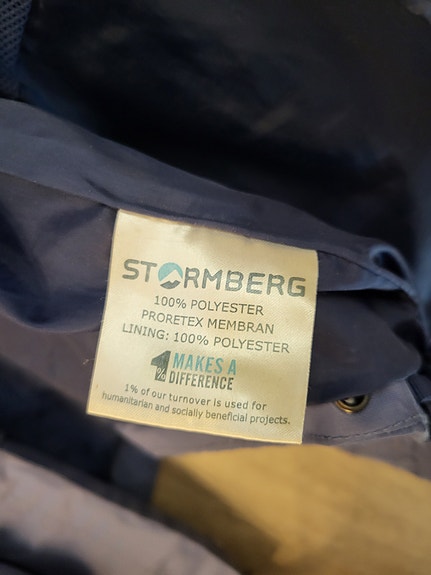 STORMBERG
100% POLYESTER
PRORETEX MEMBRAN
LINING: 100% POLYESTER
1% MAKES A
DIFFERENCE
1% of our turnover is used for
humanitarian and socially beneficial projects.